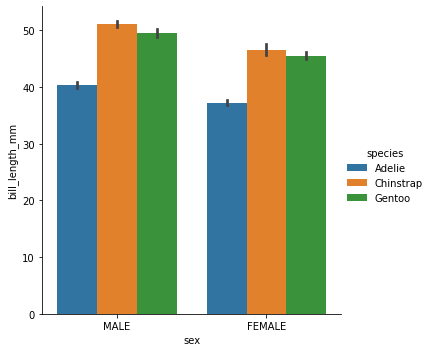 50
40
30
20
10
0
bill_length_mm
MALE
FEMALE
sex
species
Adelie
Chinstrap
Gentoo